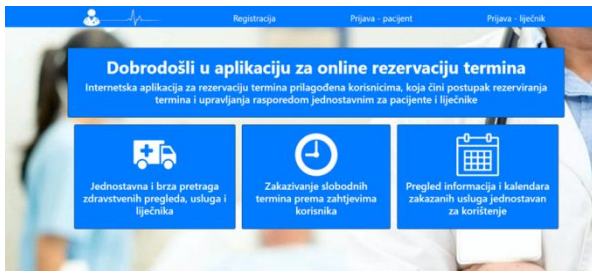 Registracija
Prijava - pacijent
Prijava - liječnik
Dobrodošli u aplikaciju za online rezervaciju termina
Internetska aplikacija za rezervaciju termina prilagođena korisnicima, koja čini postupak rezerviranja
termina i upravljanja rasporedom jednostavnim za pacijente i liječnike
Jednostavna i brza pretraga
zdravstvenih pregleda, usluga i
liječnika
Zakazivanje slobodnih
termina prema zahtjevima
korisnika
Pregled informacija i kalendara
zakazanih usluga jednostavan
za korištenje